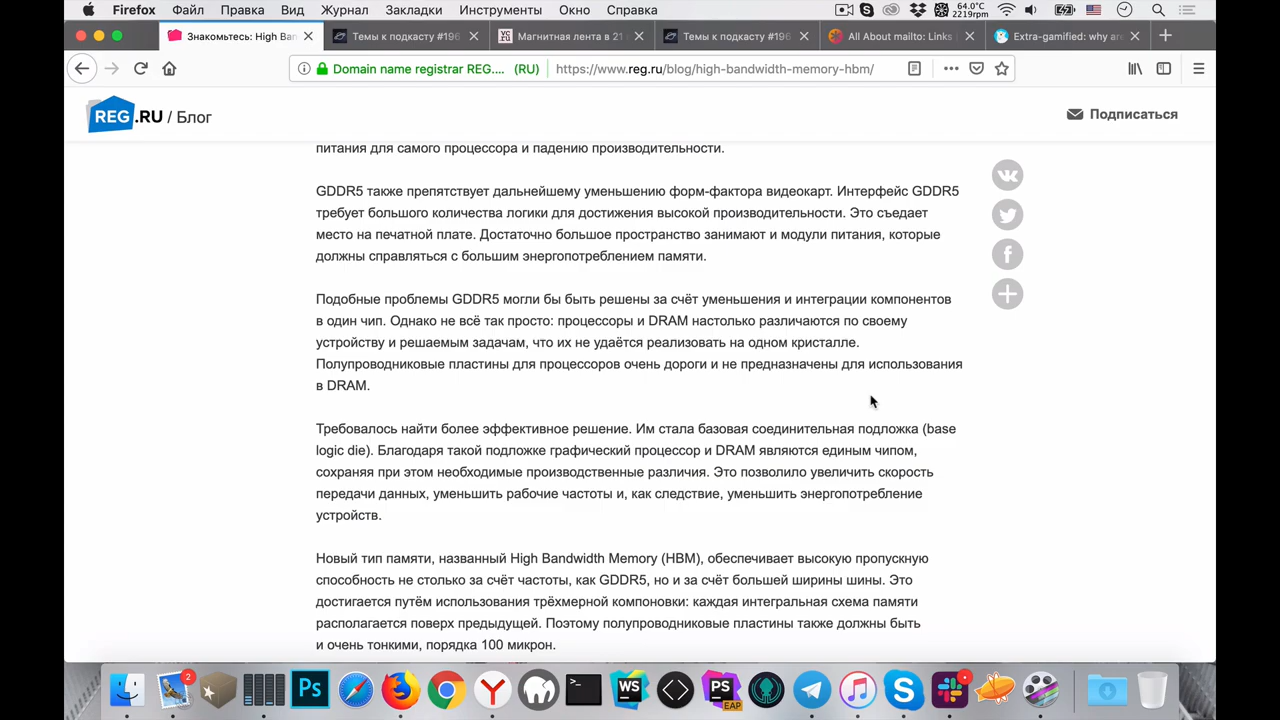 Firefox Файл Правка Вид Журнал Закладки Инструменты Окно Справка 64.0°C 2219rpm
Знакомьтесь: High Ban Темы к подкасту #196 Магнитная лента в 21 Темы к подкасту #196 All About mailto: Links Extra-gamified: why are
Domain name registrar REG.... (RU) https://www.reg.ru/blog/high-bandwidth-memory-hbm/
REG.RU / Блог Подписаться
питания для самого процессора и падению производительности.
GDDR5 также препятствует дальнейшему уменьшению форм-фактора видеокарт. Интерфейс GDDR5
требует большого количества логики для достижения высокой производительности. Это съедает
место на печатной плате. Достаточно большое пространство занимают и модули питания, которые
должны справляться с большим энергопотреблением памяти.
Подобные проблемы GDDR5 могли бы быть решены за счёт уменьшения и интеграции компонентов
в один чип. Однако не всё так просто: процессоры и DRAM настолько различаются по своему
устройству и решаемым задачам, что их не удаётся реализовать на одном кристалле.
Полупроводниковые пластины для процессоров очень дороги и не предназначены для использования
в DRAM.
Требовалось найти более эффективное решение. Им стала базовая соединительная подложка (base
logic die). Благодаря такой подложке графический процессор и DRAM являются единым чипом,
сохраняя при этом необходимые производственные различия. Это позволило увеличить скорость
передачи данных, уменьшить рабочие частоты и, как следствие, уменьшить энергопотребление
устройств.
Новый тип памяти, названный High Bandwidth Memory (HBM), обеспечивает высокую пропускную
способность не столько за счёт частоты, как GDDR5, но и за счёт большей ширины шины. Это
достигается путём использования трёхмерной компоновки: каждая интегральная схема памяти
располагается поверх предыдущей. Поэтому полупроводниковые пластины также должны быть
и очень тонкими, порядка 100 микрон.
2 Ps WS PS EAP